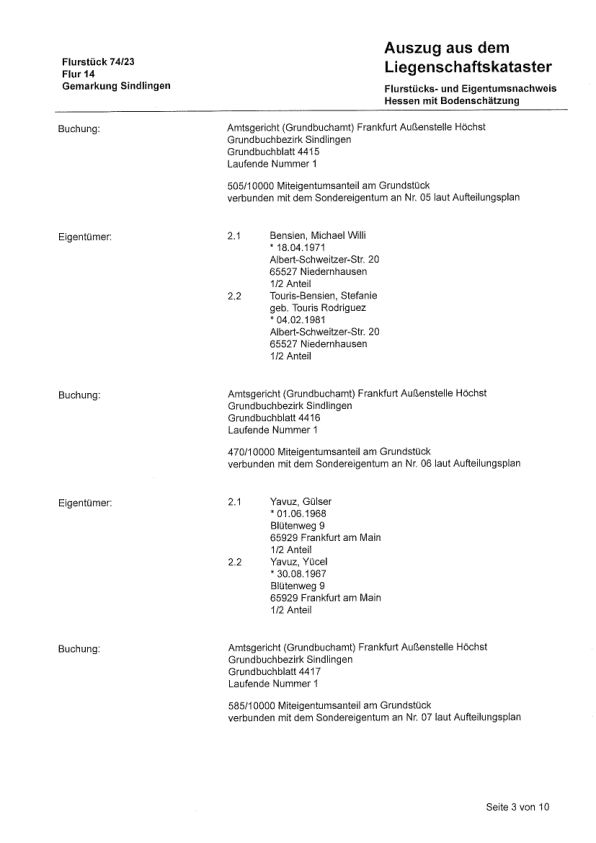 Flurstück 74/23
Flur 14
Gemarkung Sindlingen
Auszug aus dem
Liegenschaftskataster
Flurstücks- und Eigentumsnachweis
Hessen mit Bodenschätzung
Buchung: Amtsgericht (Grundbuchamt) Frankfurt Außenstelle Höchst
Grundbuchbezirk Sindlingen
Grundbuchblatt 4415
Laufende Nummer 1
505/10000 Miteigentumsanteil am Grundstück
verbunden mit dem Sondereigentum an Nr. 05 laut Aufteilungsplan
Eigentümer: 2.1 Bensien, Michael Willi
* 18.04.1971
Albert-Schweitzer-Str. 20
65527 Niedernhausen
1/2 Anteil
2.2 Touris-Bensien, Stefanie
geb. Touris Rodriguez
* 04.02.1981
Albert-Schweitzer-Str. 20
65527 Niedernhausen
1/2 Anteil
Buchung: Amtsgericht (Grundbuchamt) Frankfurt Außenstelle Höchst
Grundbuchbezirk Sindlingen
Grundbuchblatt 4416
Laufende Nummer 1
470/10000 Miteigentumsanteil am Grundstück
verbunden mit dem Sondereigentum an Nr. 06 laut Aufteilungsplan
Eigentümer: 2.1 Yavuz, Gülser
* 01.06.1968
Blütenweg 9
65929 Frankfurt am Main
1/2 Anteil
2.2 Yavuz, Yücel
* 30.08.1967
Blütenweg 9
65929 Frankfurt am Main
1/2 Anteil
Buchung: Amtsgericht (Grundbuchamt) Frankfurt Außenstelle Höchst
Grundbuchbezirk Sindlingen
Grundbuchblatt 4417
Laufende Nummer 1
585/10000 Miteigentumsanteil am Grundstück
verbunden mit dem Sondereigentum an Nr. 07 laut Aufteilungsplan
Seite 3 von 10